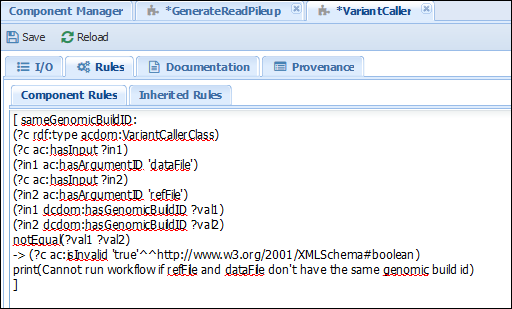 Component Manager *GenerateReadPileup *VariantCaller
Save Reload
I/O Rules Documentation Provenance
Component Rules Inherited Rules
[ sameGenomicBuildID:
(?c rdf:type acdom:VariantCallerClass)
(?c ac:hasInput ?in1)
(?in1 ac:hasArgumentID 'dataFile')
(?c ac:hasInput ?in2)
(?in2 ac:hasArgumentID 'refFile')
(?in1 dcdom:hasGenomicBuildID ?val1)
(?in2 dcdom:hasGenomicBuildID ?val2)
notEqual(?val1 ?val2)
-> (?c ac:isInvalid 'true'^^http://www.w3.org/2001/XMLSchema#boolean)
print(Cannot run workflow if refFile and dataFile don't have the same genomic build id)
]